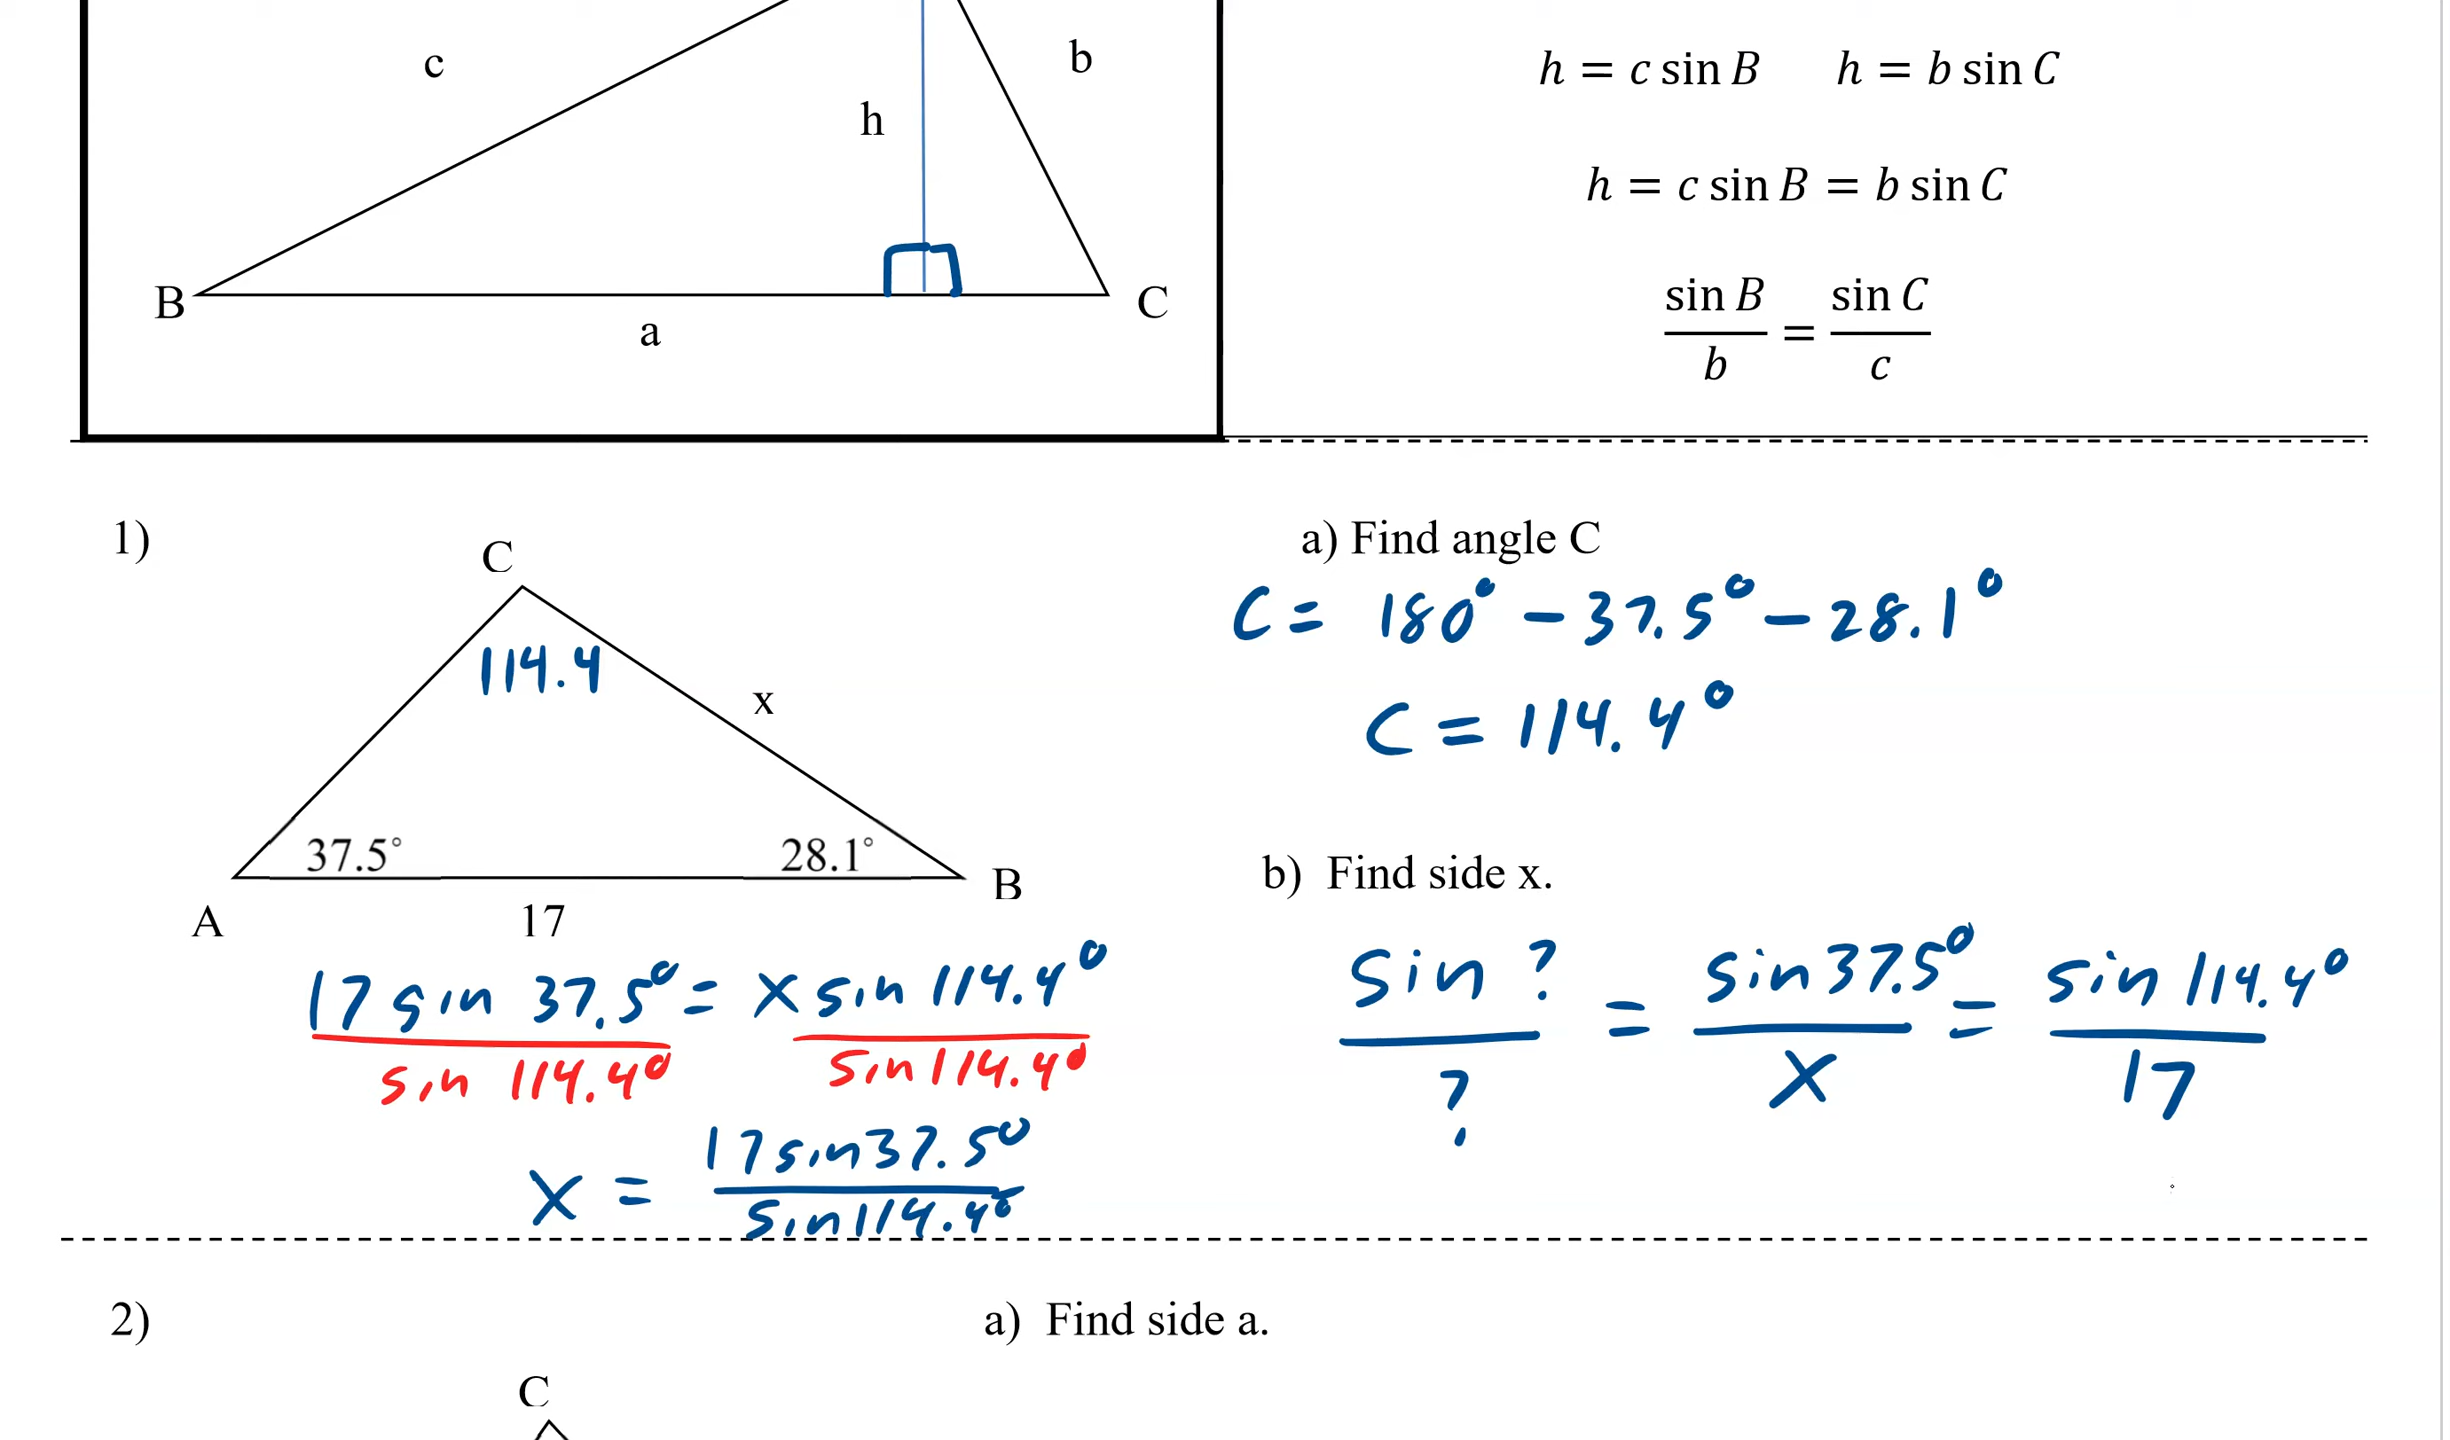 c
b
h
B
C
a
h = c sin B h = b sin C
h = c sin B = b sin C
sin B / b = sin C / c
1)
C
114.4
x
37.5°
28.1°
A
17
B
a) Find angle C
C = 180° - 37.5° - 28.1°
C = 114.4°
b) Find side x.
sin ? / ? = sin 37.5° / x = sin 114.4° / 17
17 sin 37.5° = x sin 114.4°
sin 114.4° sin 114.4°
x = 17 sin 37.5° / sin 114.4°
2)
a) Find side a.
C